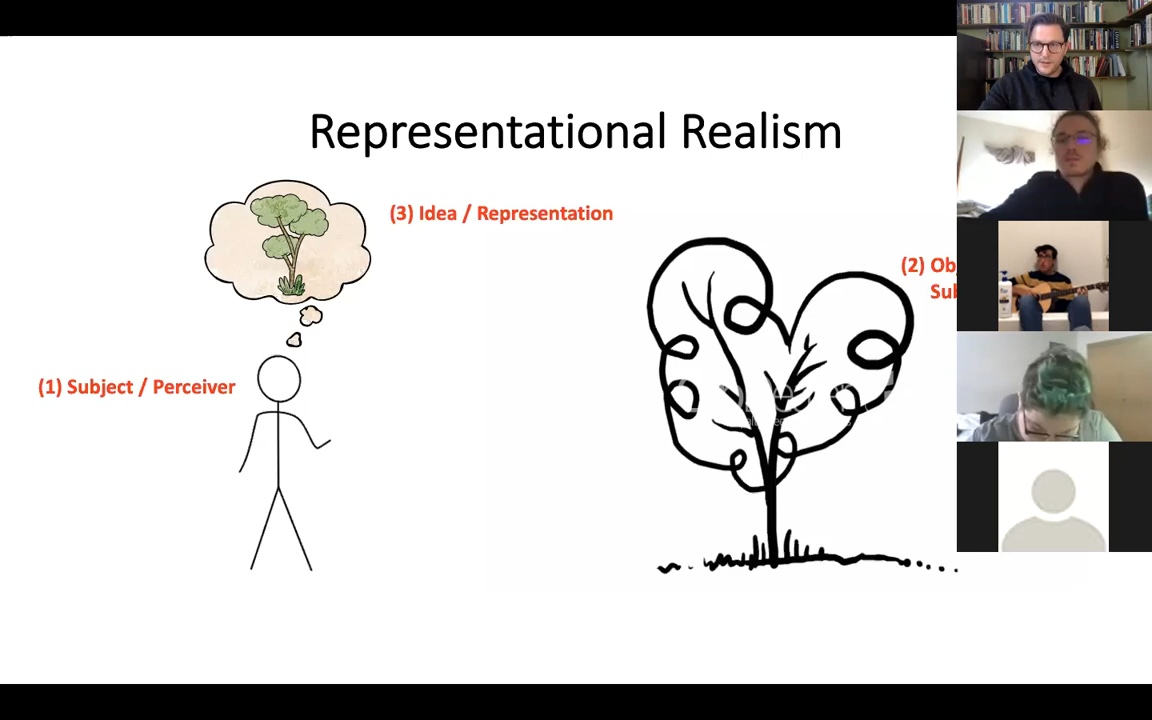 Representational Realism
(3) Idea / Representation
(2) Ob
Sub
(1) Subject / Perceiver